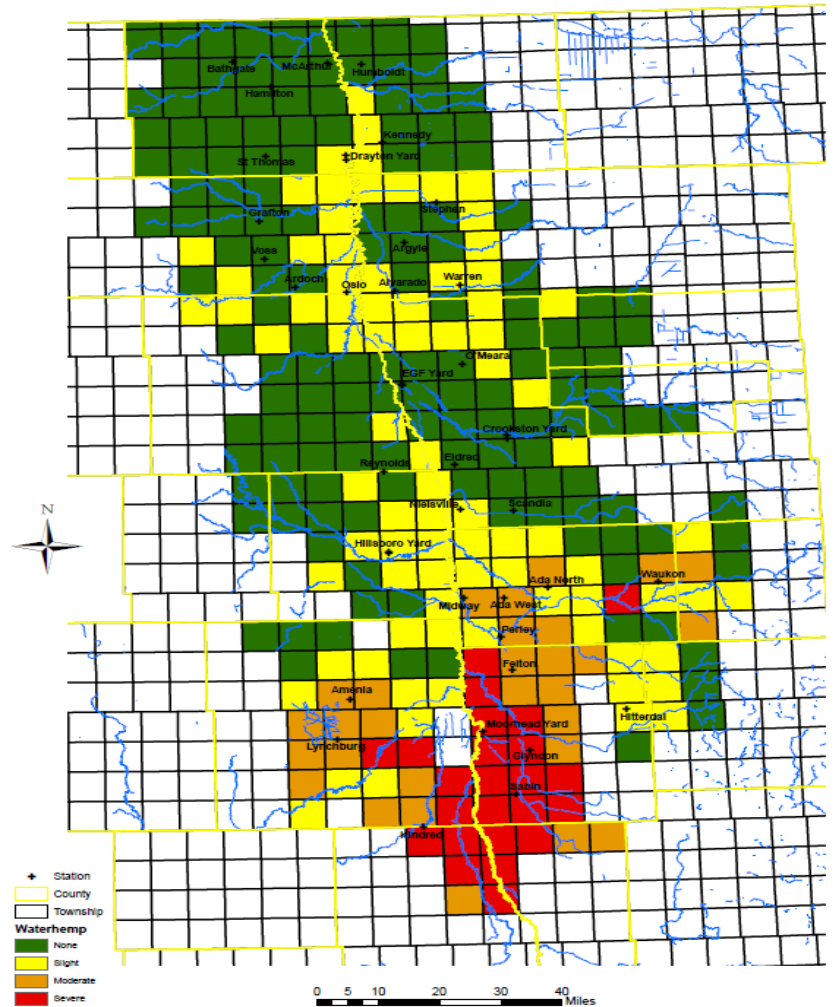 Bathgate McArthur Humboldt
Hamilton
Kennedy
St Thomas Drayton Yard
Stephen
Grafton
Argyle
Voss
Ardoch Oslo Alvarado Warren
O'Meara
EGF Yard
Crookston Yard
Reynolds Eldred
Nielsville Scandia
N
Hillsboro Yard
Ada North Waukon
Midway Ada West
Perley
Felton
Amenia
Hitterdal
Moorhead Yard
Lynchburg Glyndon
Sabin
Kindred
Station
County
Township
Waterhemp
None
Slight
Moderate
Severe
0 5 10 20 30 40
Miles